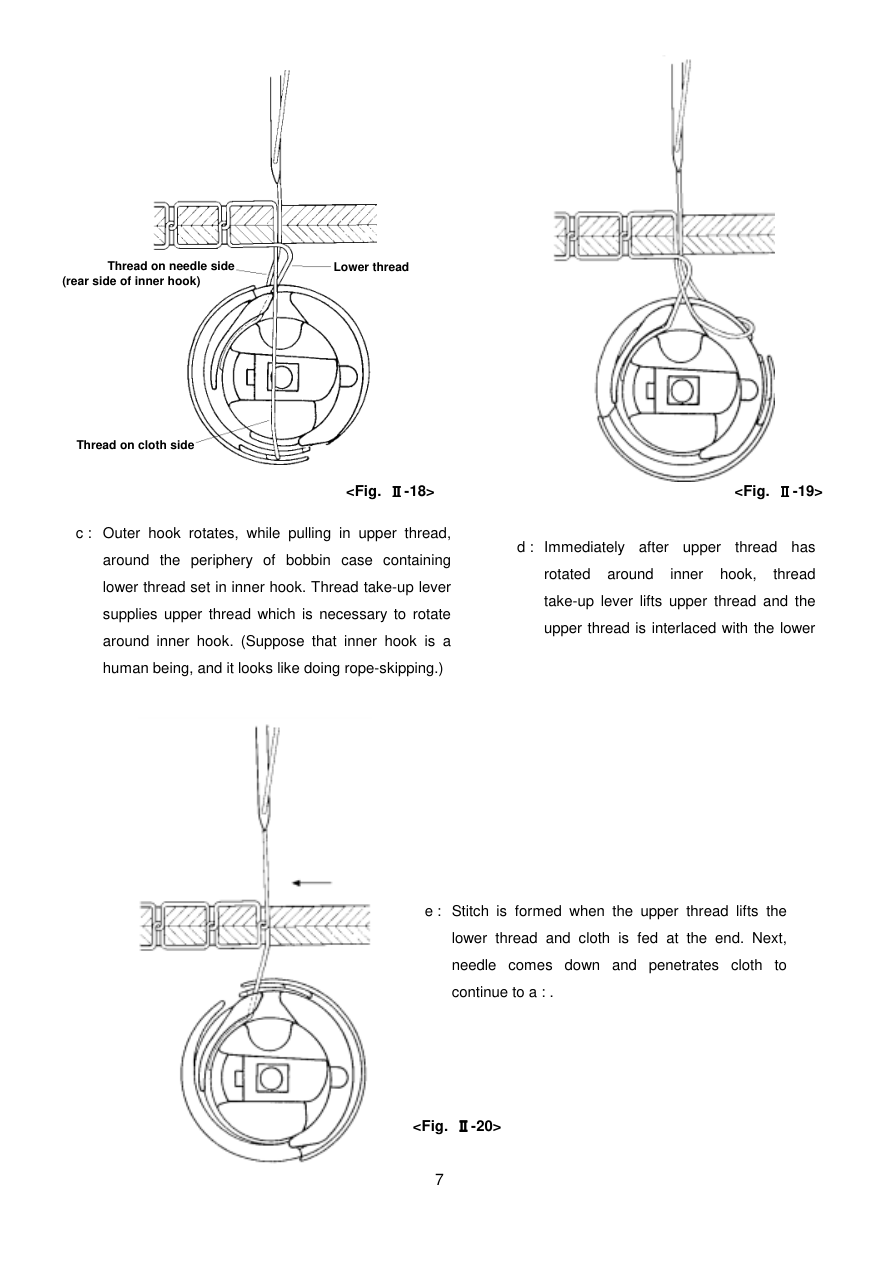 Thread on needle side
(rear side of inner hook)
Lower thread
Thread on cloth side
<Fig. Ⅱ-18>
c : Outer hook rotates, while pulling in upper thread,
around the periphery of bobbin case containing
lower thread set in inner hook. Thread take-up lever
supplies upper thread which is necessary to rotate
around inner hook. (Suppose that inner hook is a
human being, and it looks like doing rope-skipping.)
<Fig. Ⅱ-19>
d : Immediately after upper thread has
rotated around inner hook, thread
take-up lever lifts upper thread and the
upper thread is interlaced with the lower
e : Stitch is formed when the upper thread lifts the
lower thread and cloth is fed at the end. Next,
needle comes down and penetrates cloth to
continue to a : .
<Fig. Ⅱ-20>
7